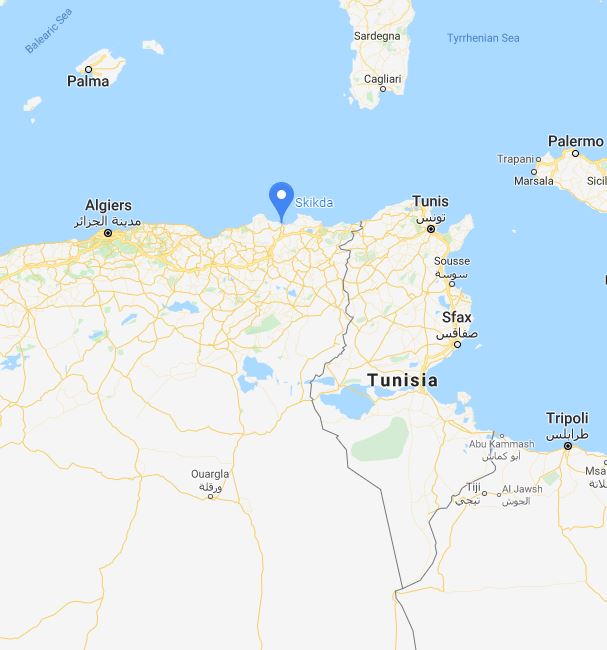 Balearic Sea
Palma
Sardegna
Cagliari
Tyrrhenian Sea
Palermo
Trapani
Marsala
Sicil
Algiers
مدينة الجزائر
Skikda
Tunis
تونس
Sousse
سوسة
Sfax
صفاقس
Tunisia
Tripoli
طرابلس
Abu Kammash
أبو كماش
Ouargla
ورقلة
Tiji
تيجي
Al Jawsh
الجوش
Msa